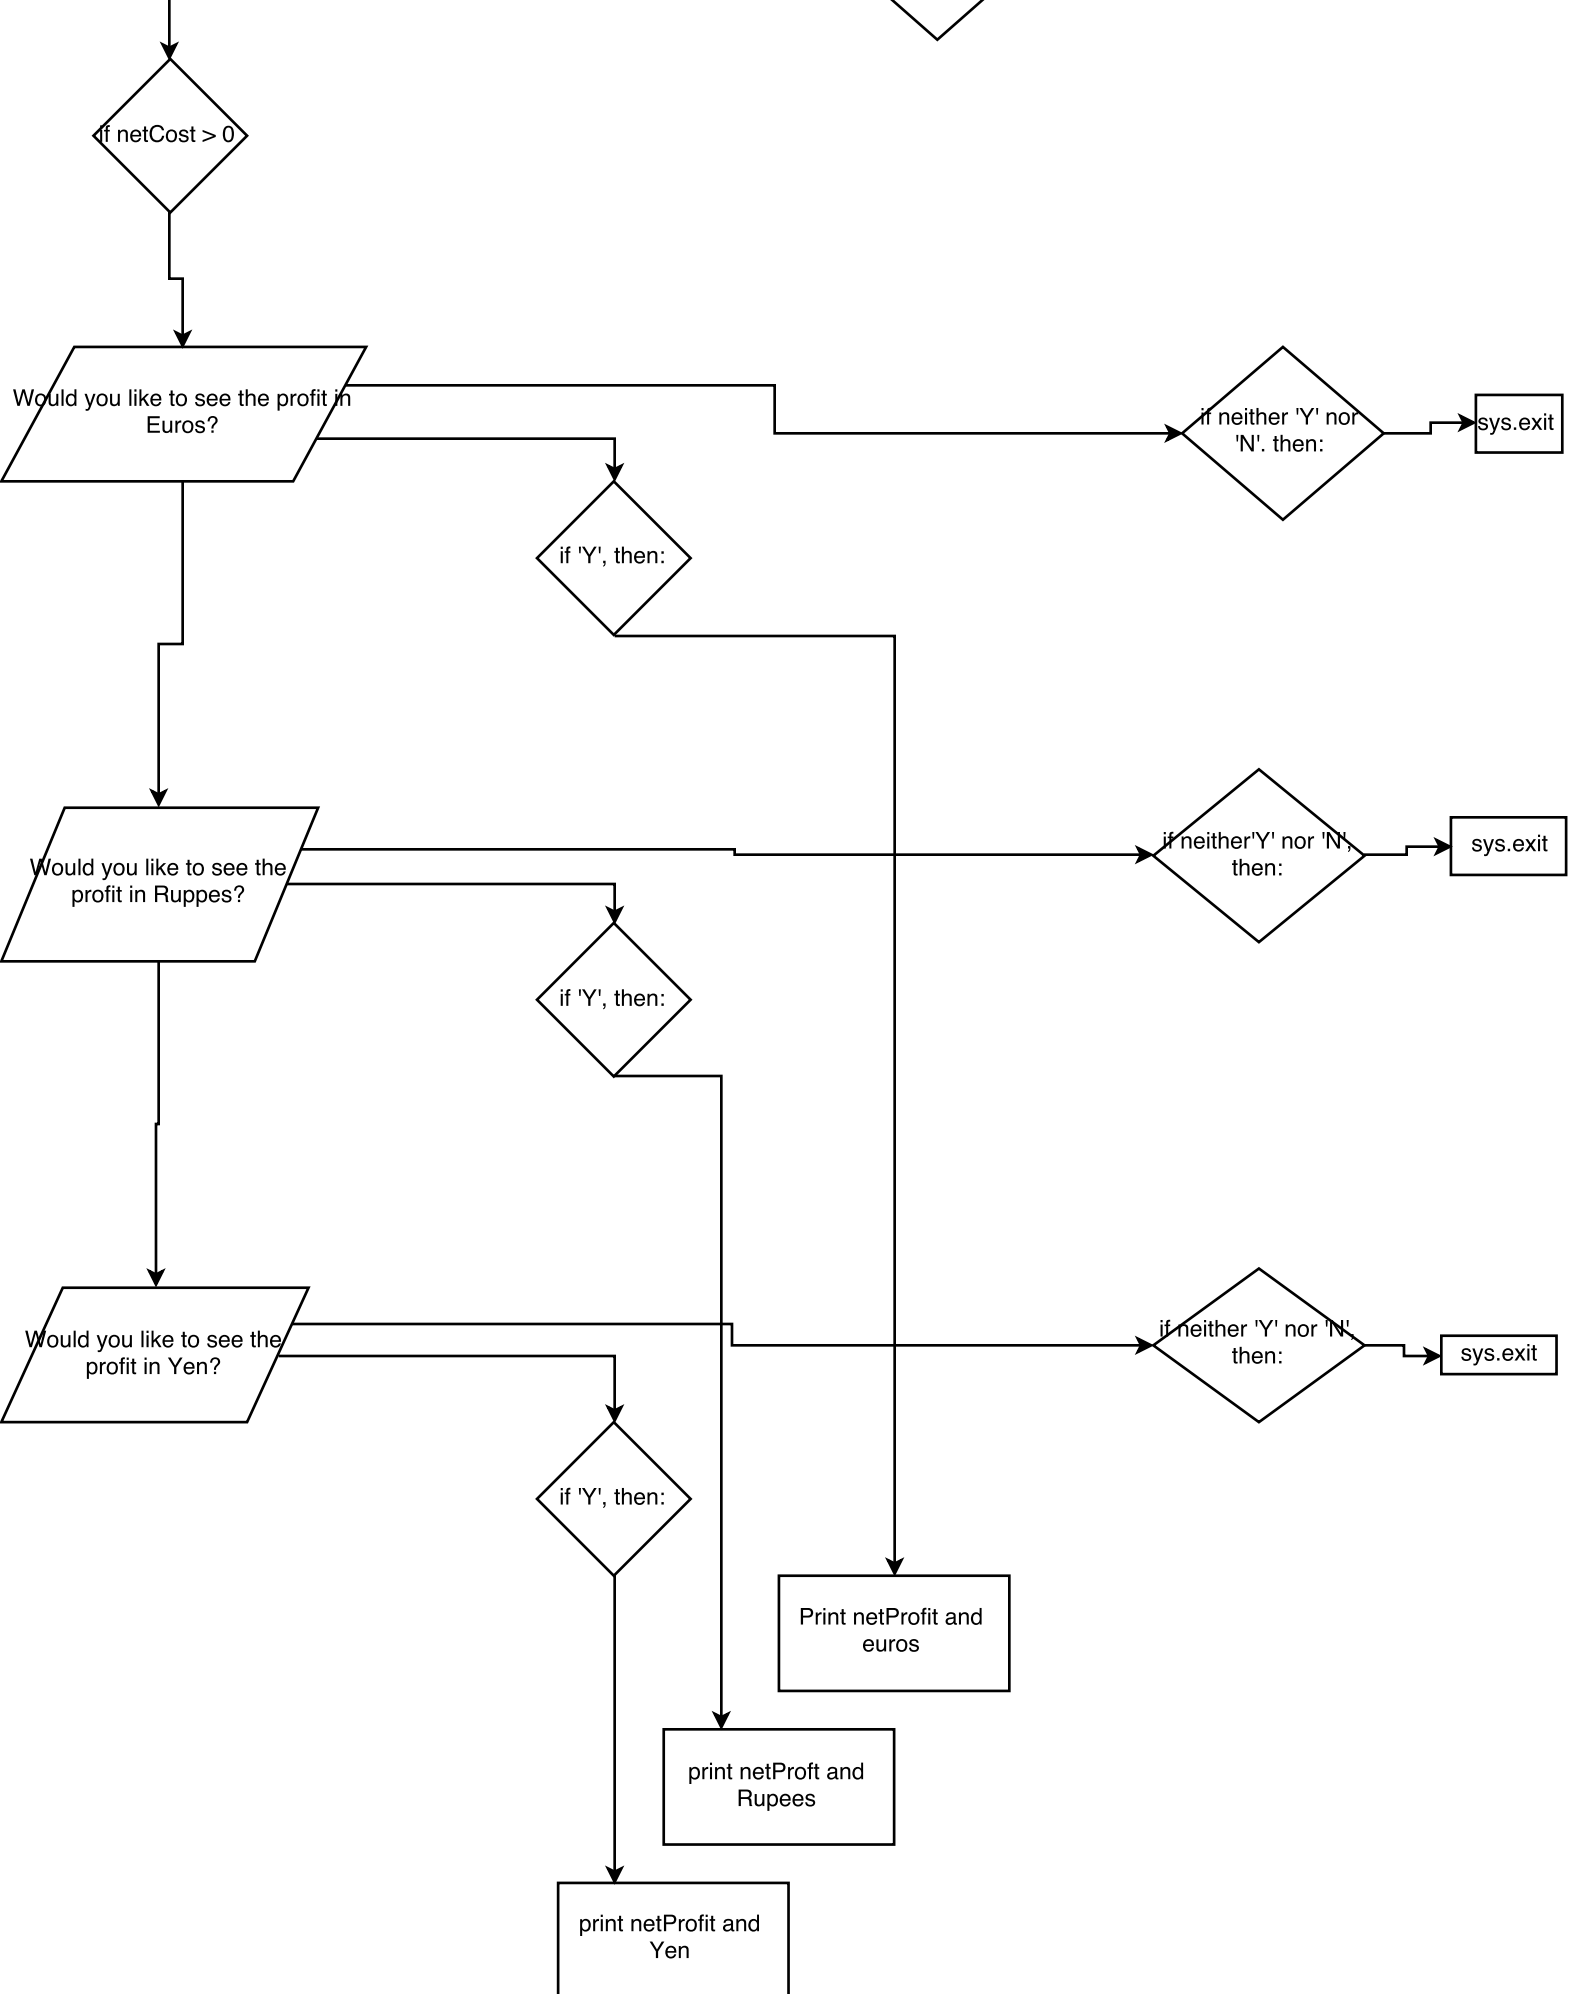 if netCost > 0
Would you like to see the profit in
Euros?
if neither 'Y' nor
'N'. then:
sys.exit
if 'Y', then:
Would you like to see the
profit in Ruppes?
if neither'Y' nor 'N',
then:
sys.exit
if 'Y', then:
Would you like to see the
profit in Yen?
if neither 'Y' nor 'N',
then:
sys.exit
if 'Y', then:
Print netProfit and
euros
print netProft and
Rupees
print netProfit and
Yen